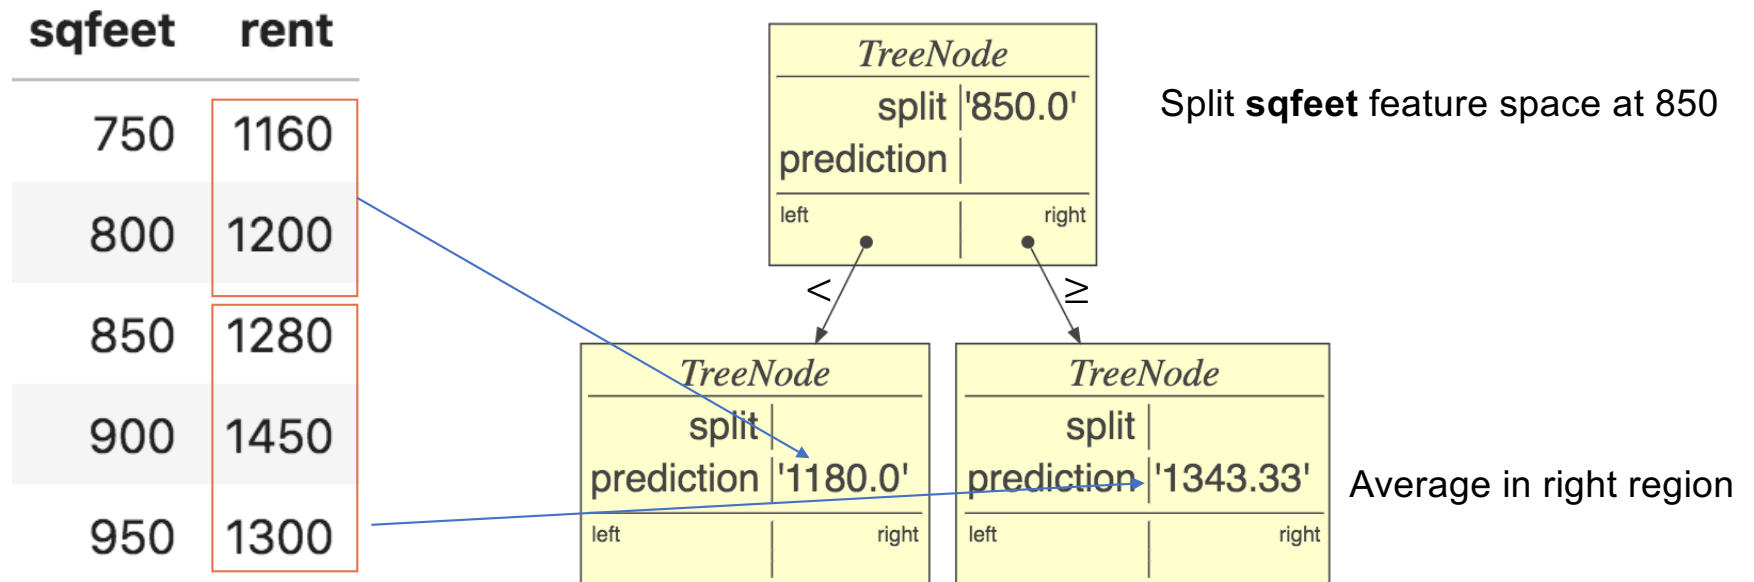 sqfeet rent
750 1160
800 1200
850 1280
900 1450
950 1300
TreeNode
split '850.0'
prediction
left right
Split sqfeet feature space at 850
< ≥
TreeNode
split
prediction '1180.0'
left right
TreeNode
split
prediction '1343.33'
left right
Average in right region